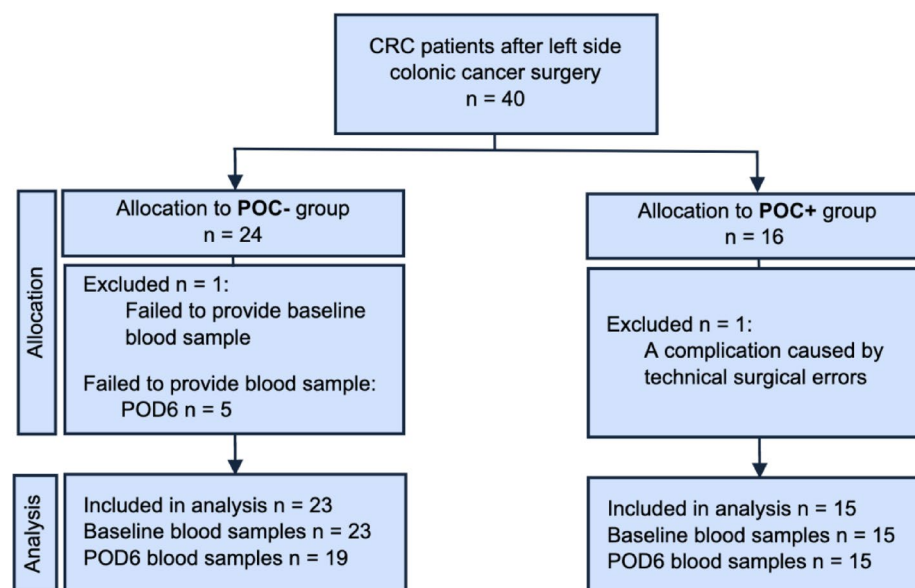 CRC patients after left side
colonic cancer surgery
n = 40
Allocation
Allocation to POC- group
n = 24
Allocation to POC+ group
n = 16
Excluded n = 1:
Failed to provide baseline
blood sample
Failed to provide blood sample:
POD6 n = 5
Excluded n = 1:
A complication caused by
technical surgical errors
Analysis
Included in analysis n = 23
Baseline blood samples n = 23
POD6 blood samples n = 19
Included in analysis n = 15
Baseline blood samples n = 15
POD6 blood samples n = 15